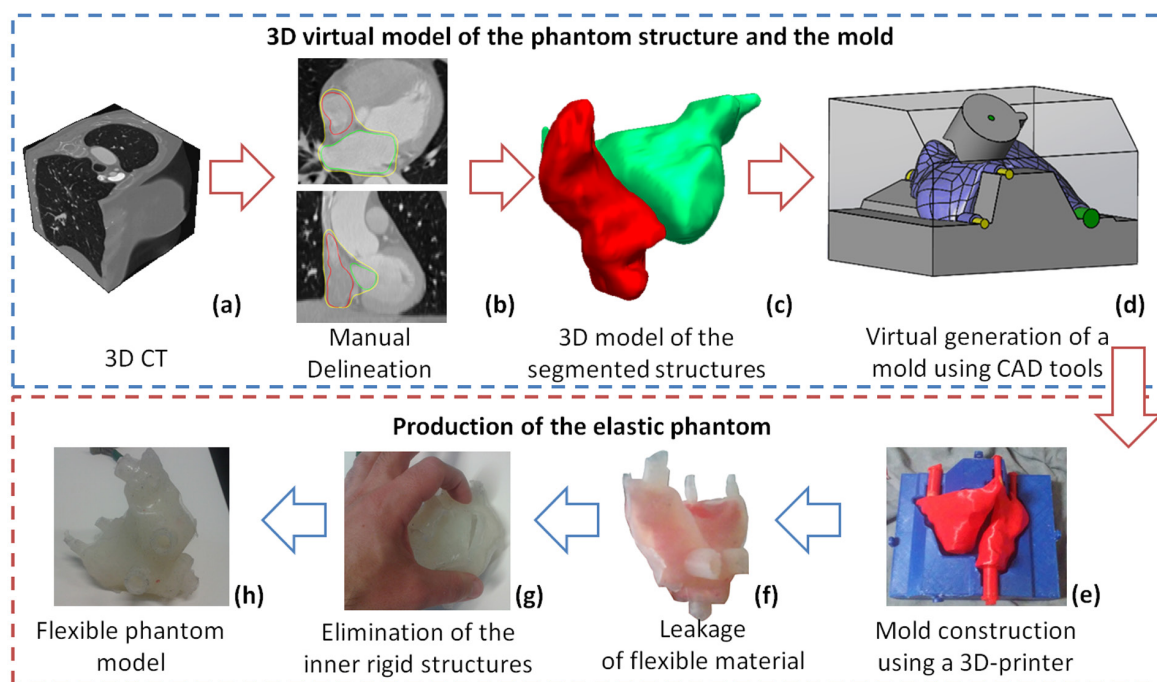 3D virtual model of the phantom structure and the mold
(a)
(b)
(c)
(d)
3D CT
Manual
Delineation
3D model of the
segmented structures
Virtual generation of a
mold using CAD tools
Production of the elastic phantom
(h)
(g)
(f)
(e)
Flexible phantom
model
Elimination of the
inner rigid structures
Leakage
of flexible material
Mold construction
using a 3D-printer